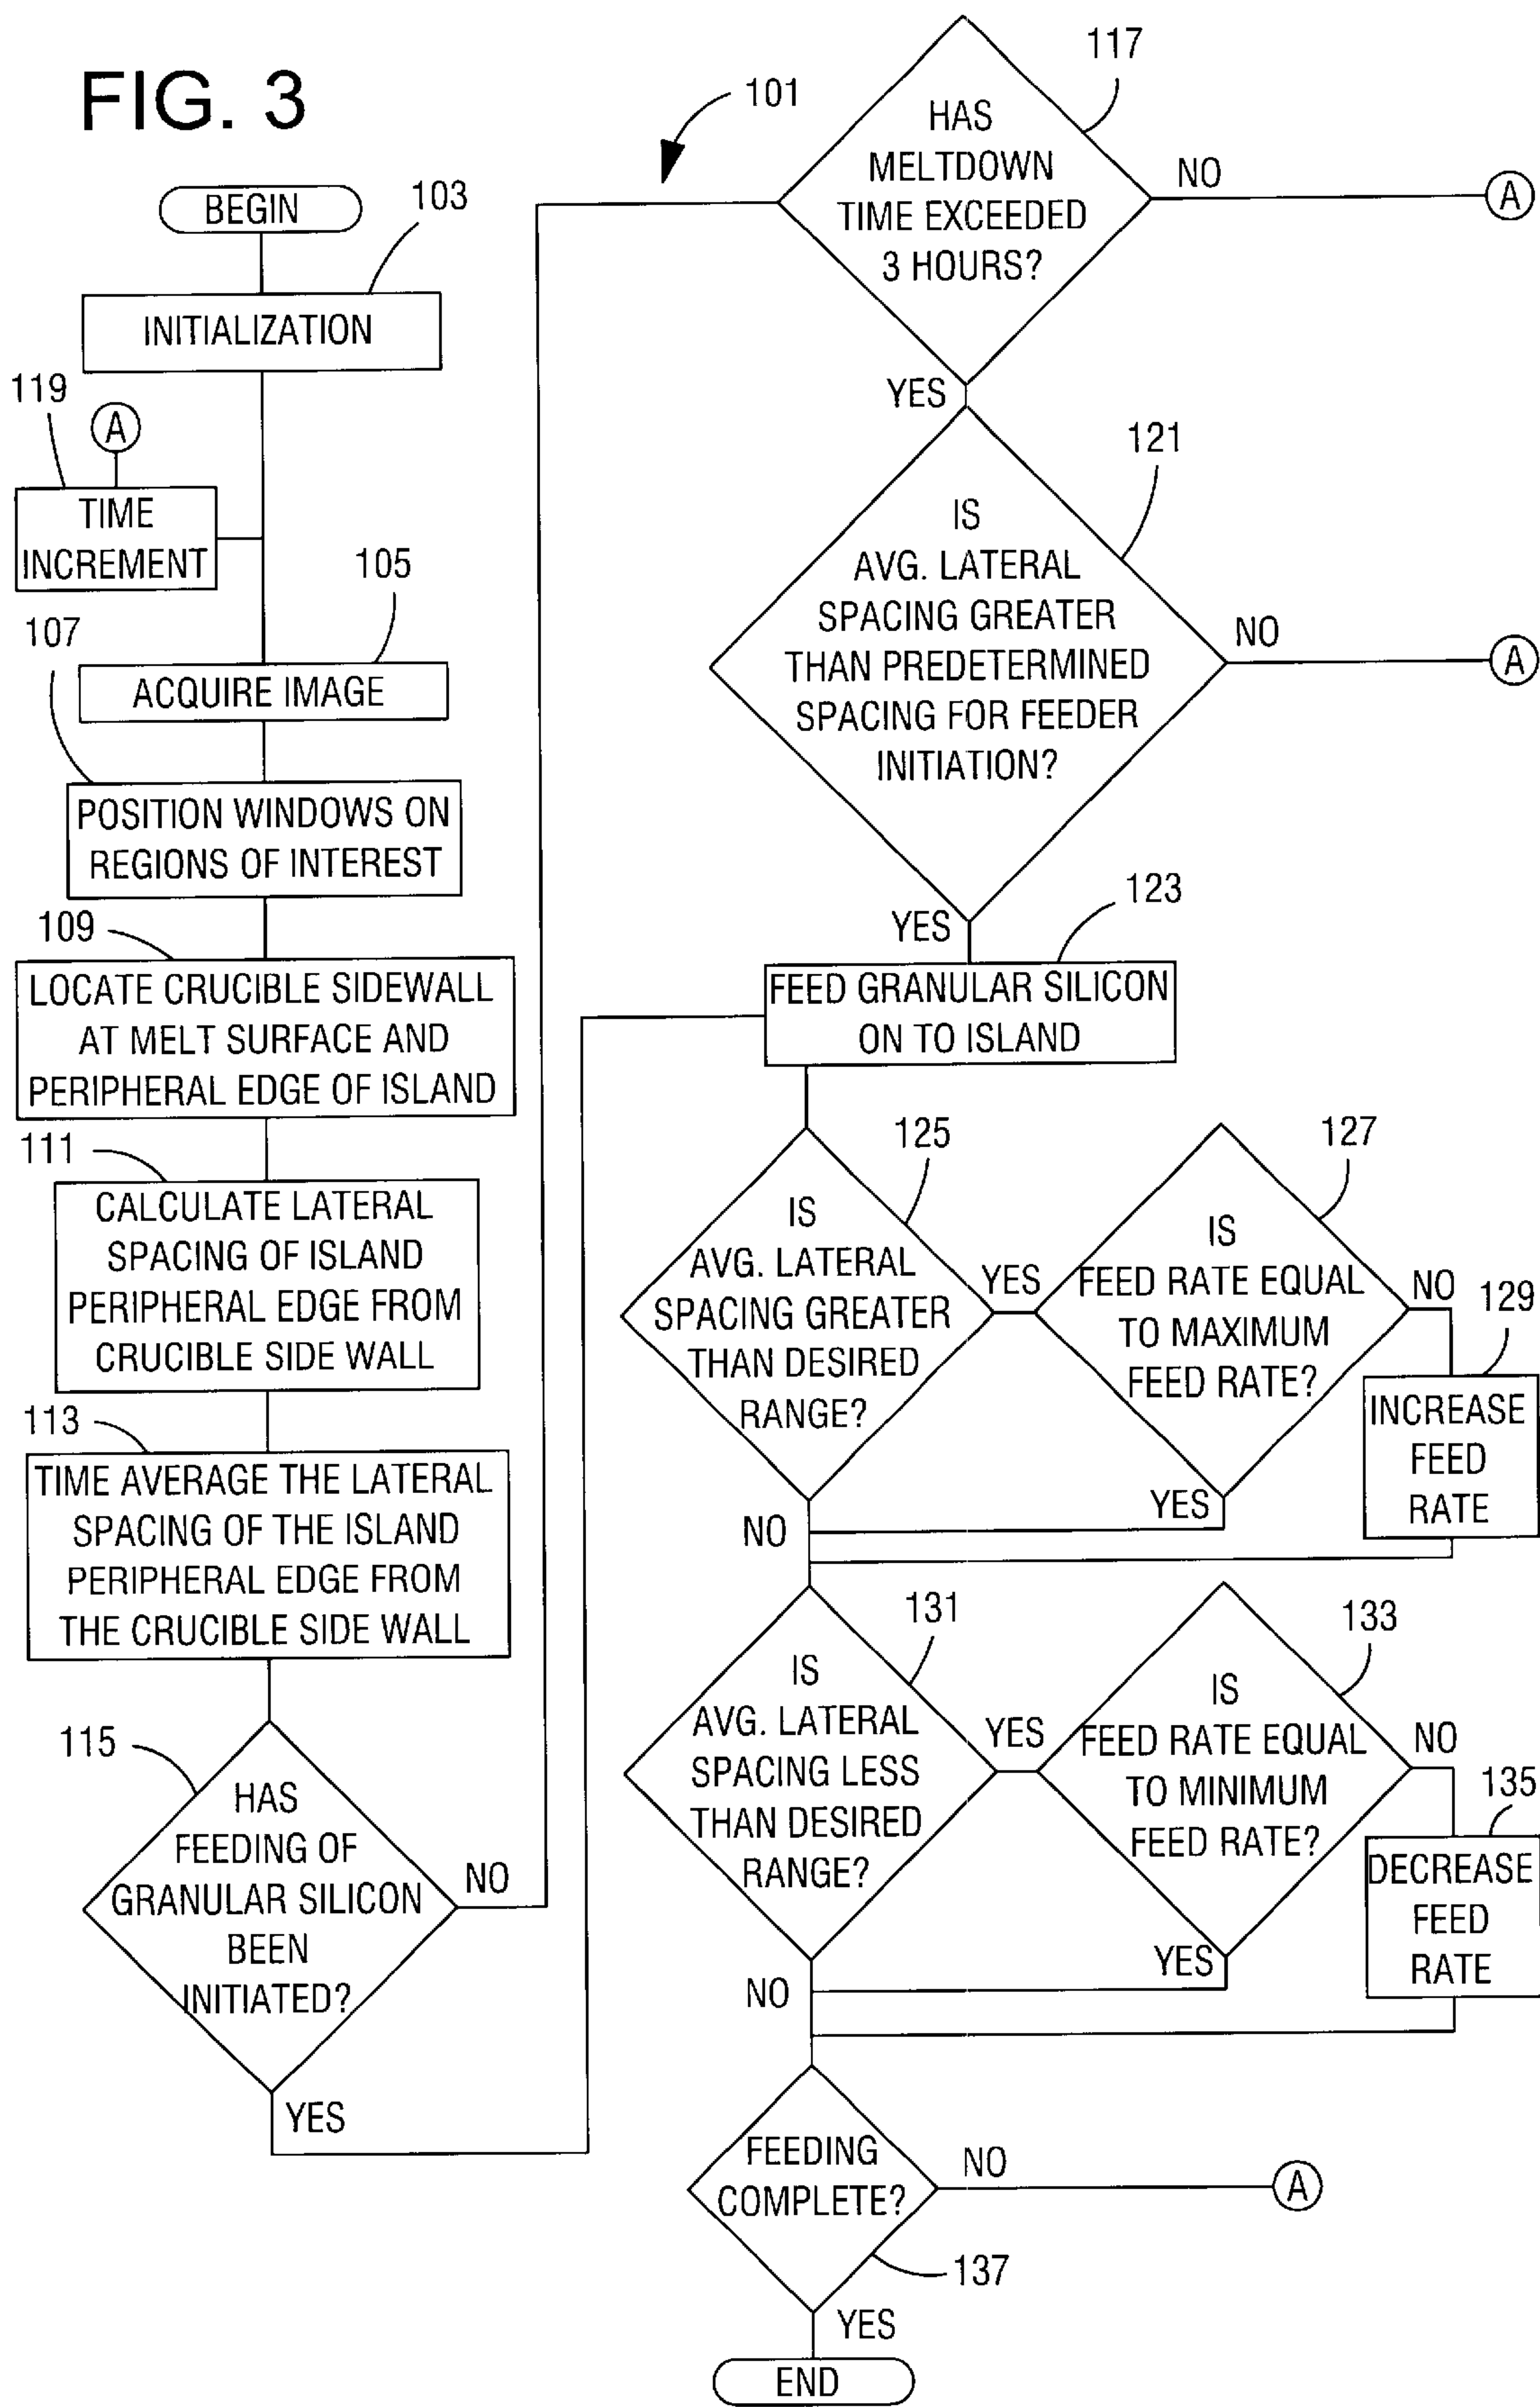 FIG. 3
BEGIN
103
INITIALIZATION
119
A
TIME
INCREMENT
105
ACQUIRE IMAGE
107
POSITION WINDOWS ON
REGIONS OF INTEREST
109
LOCATE CRUCIBLE SIDEWALL
AT MELT SURFACE AND
PERIPHERAL EDGE OF ISLAND
111
CALCULATE LATERAL
SPACING OF ISLAND
PERIPHERAL EDGE FROM
CRUCIBLE SIDE WALL
113
TIME AVERAGE THE LATERAL
SPACING OF THE ISLAND
PERIPHERAL EDGE FROM
THE CRUCIBLE SIDE WALL
115
HAS
FEEDING OF
GRANULAR SILICON
BEEN
INITIATED?
NO
YES
101
117
HAS
MELTDOWN
TIME EXCEEDED
3 HOURS?
NO
A
YES
121
IS
AVG. LATERAL
SPACING GREATER
THAN PREDETERMINED
SPACING FOR FEEDER
INITIATION?
NO
A
YES
123
FEED GRANULAR SILICON
ON TO ISLAND
125
IS
AVG. LATERAL
SPACING GREATER
THAN DESIRED
RANGE?
YES
NO
127
IS
FEED RATE EQUAL
TO MAXIMUM
FEED RATE?
NO
YES
129
INCREASE
FEED
RATE
131
IS
AVG. LATERAL
SPACING LESS
THAN DESIRED
RANGE?
YES
NO
133
IS
FEED RATE EQUAL
TO MINIMUM
FEED RATE?
NO
YES
135
DECREASE
FEED
RATE
FEEDING
COMPLETE?
NO
A
137
YES
END